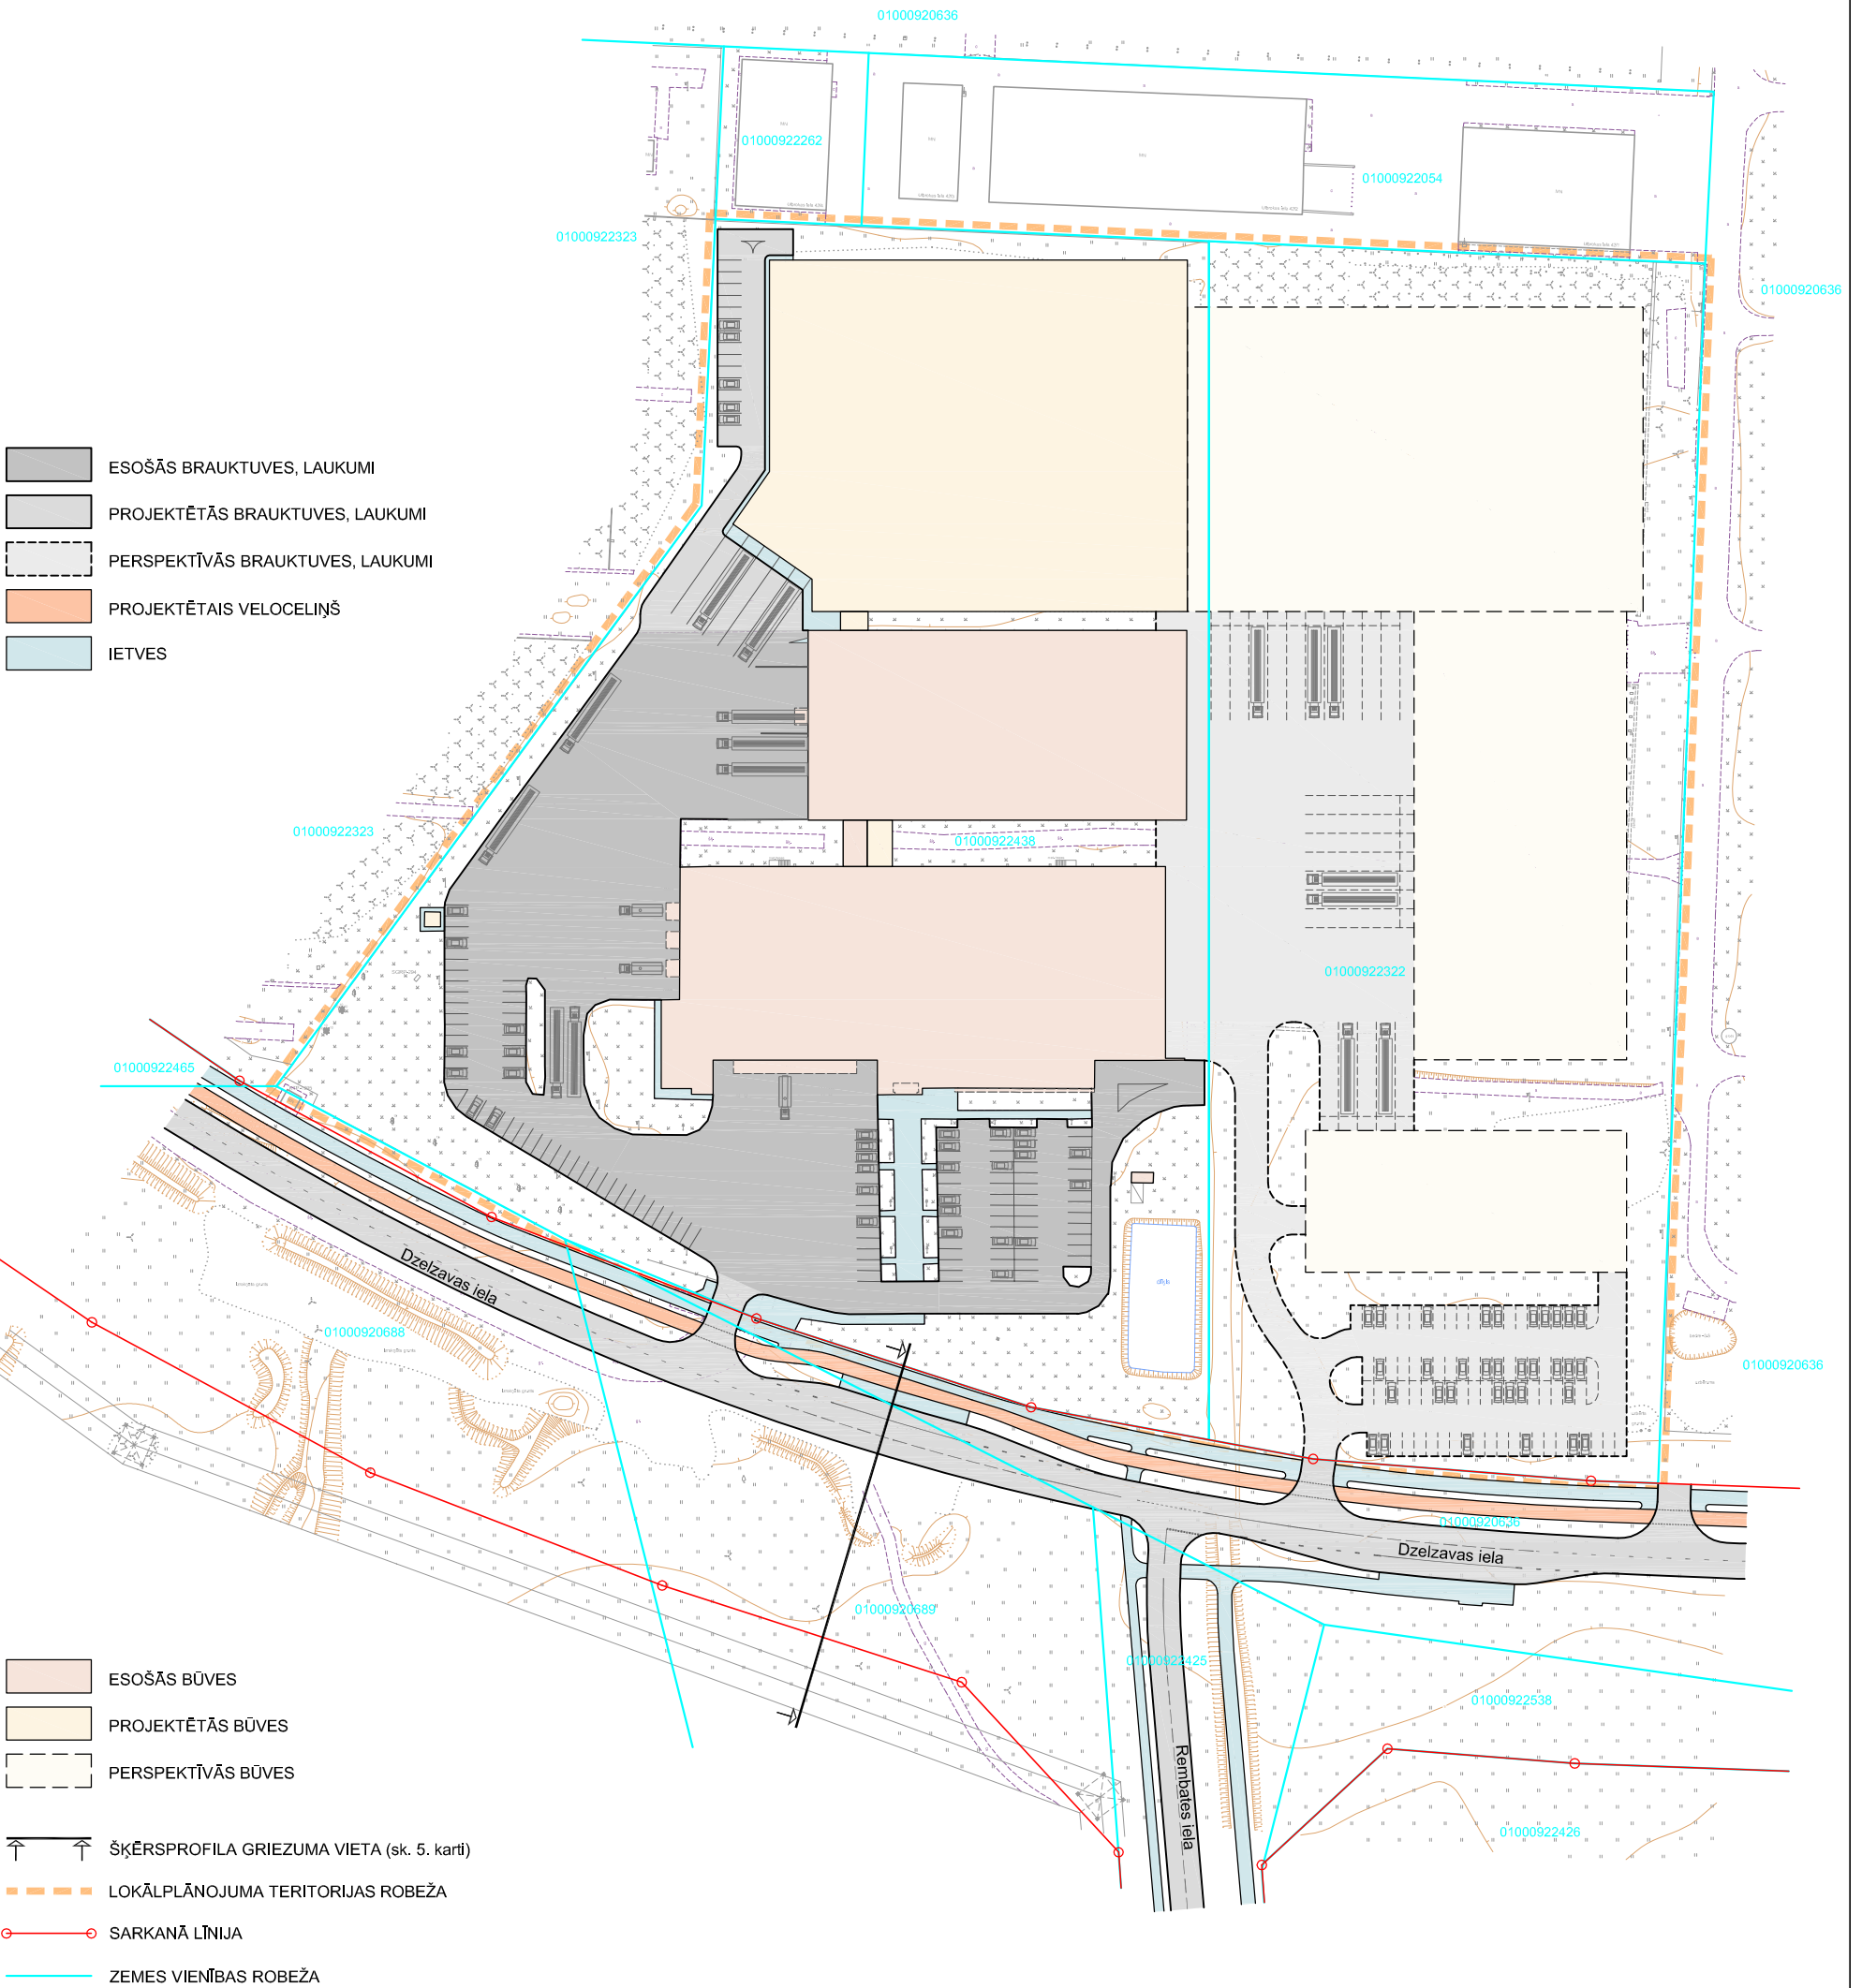 01000920636
01000922262
01000922054
01000922323
01000920636
ESOŠĀS BRAUKTUVES, LAUKUMI
PROJEKTĒTĀS BRAUKTUVES, LAUKUMI
PERSPEKTĪVĀS BRAUKTUVES, LAUKUMI
PROJEKTĒTAIS VELOCELIŅŠ
IETVES
01000922323
01000922438
01000922322
01000922465
Dzelzavas iela
01000920688
dīķis
01000920636
01000920636
Dzelzavas iela
01000920689
01000922425
01000922538
Rembates iela
01000922426
ESOŠĀS BŪVES
PROJEKTĒTĀS BŪVES
PERSPEKTĪVĀS BŪVES
ŠĶĒRSPROFILA GRIEZUMA VIETA (sk. 5. karti)
LOKĀLPLĀNOJUMA TERITORIJAS ROBEŽA
SARKANĀ LĪNIJA
ZEMES VIENĪBAS ROBEŽA